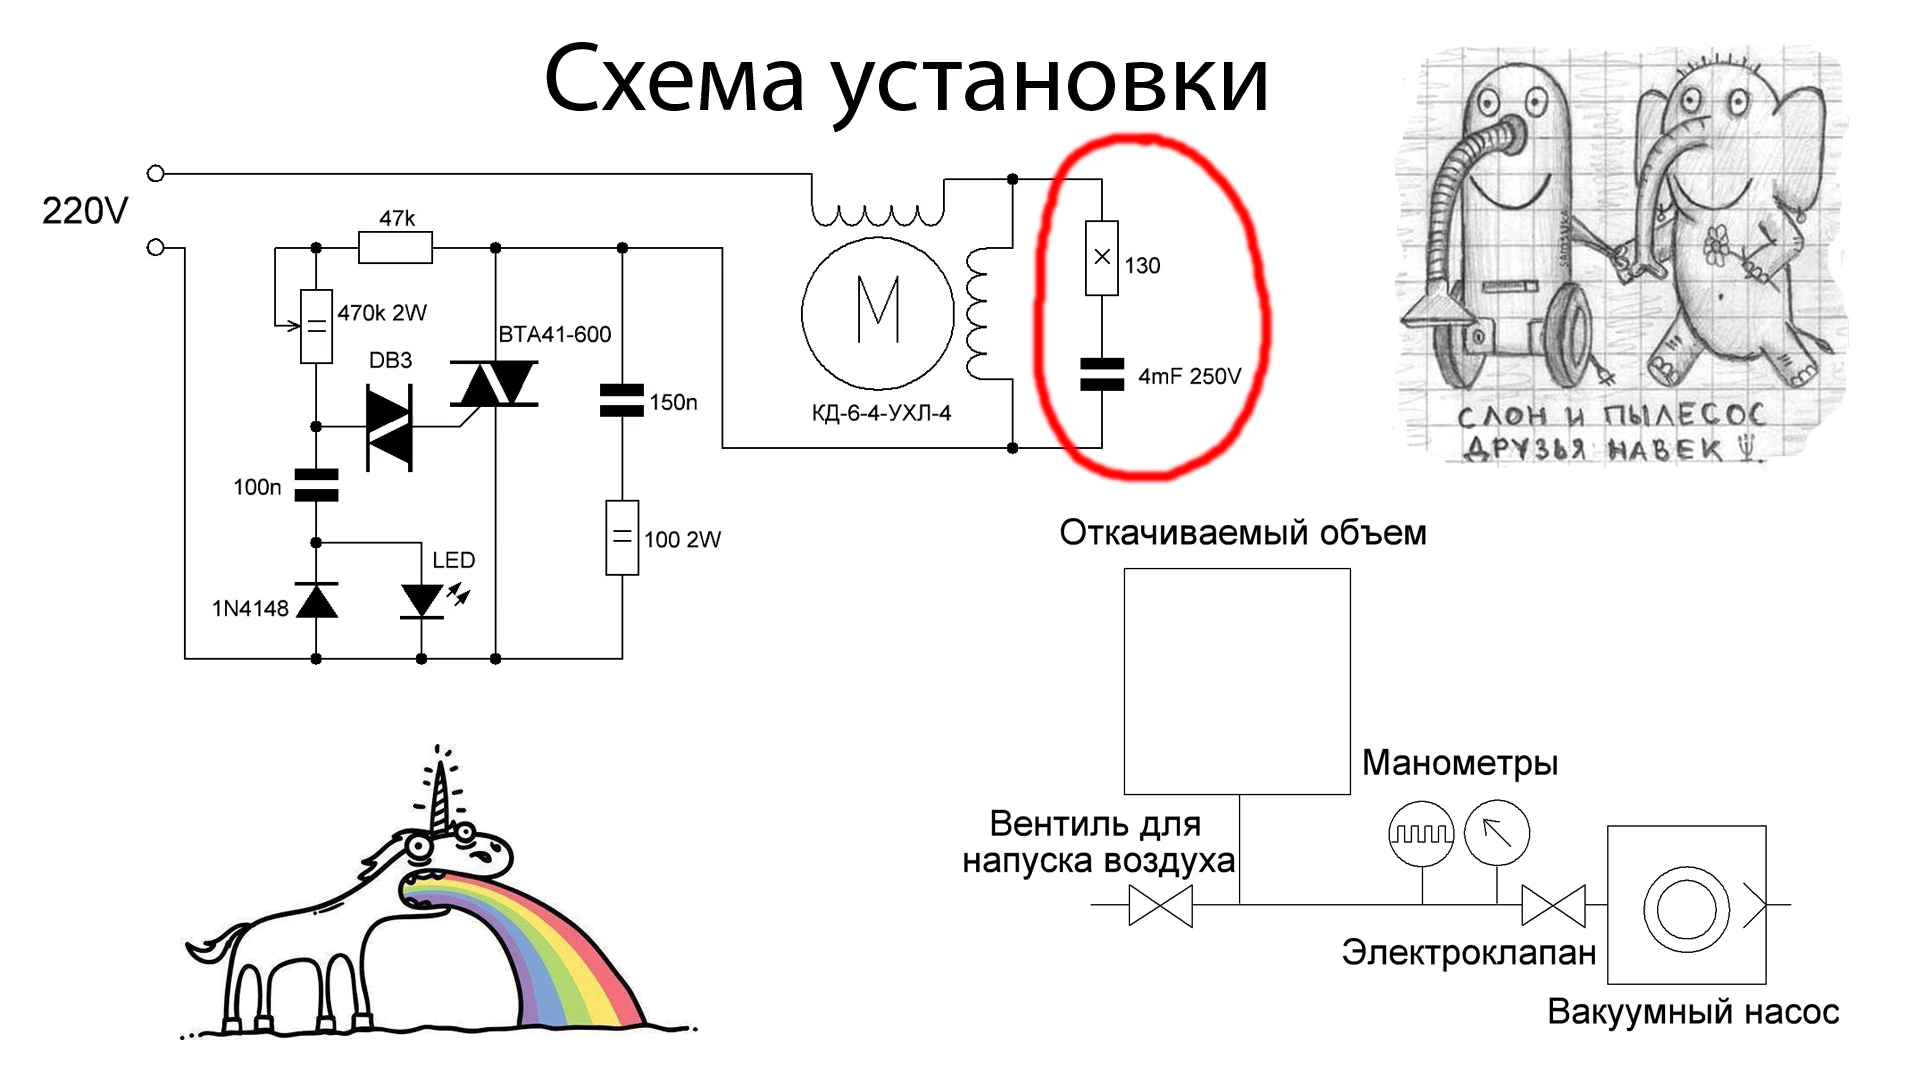 Схема установки
220V
47k
470k 2W
DB3
BTA41-600
100n
150n
LED
1N4148
100 2W
M
КД-6-4-УХЛ-4
130
4mF 250V
SAMSUKA
СЛОН И ПЫЛЕСОС
ДРУЗЬЯ НАВЕК
Откачиваемый объем
Манометры
Вентиль для
напуска воздуха
Электроклапан
Вакуумный насос